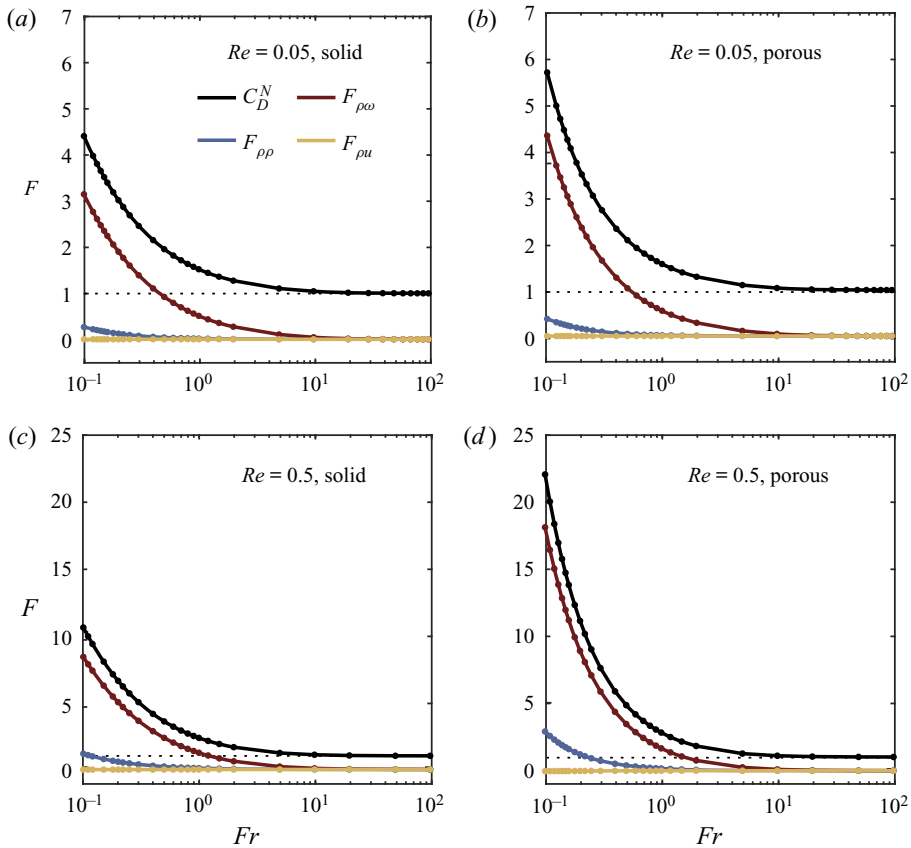 (a)
7
6
5
4
3
2
1
0
F
Re = 0.05, solid
C_D^N
F_ρω
F_ρρ
F_ρu
10^–1
10^0
10^1
10^2
(b)
7
6
5
4
3
2
1
0
Re = 0.05, porous
10^–1
10^0
10^1
10^2
(c)
25
20
15
10
5
0
F
Re = 0.5, solid
10^–1
10^0
10^1
10^2
Fr
(d)
25
20
15
10
5
0
Re = 0.5, porous
10^–1
10^0
10^1
10^2
Fr